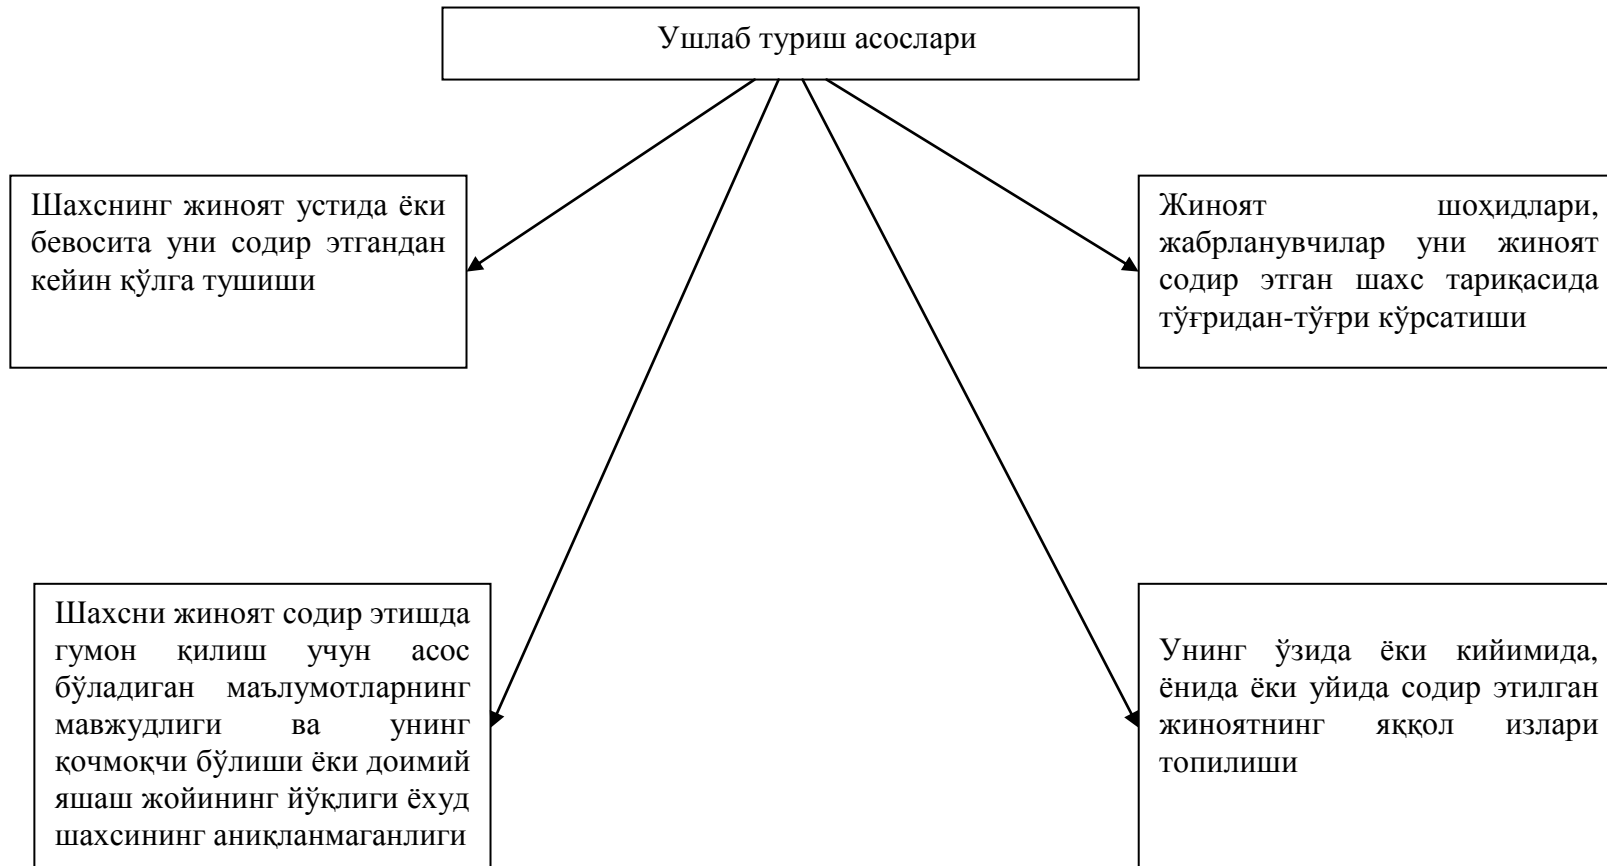 Ушлаб туриш асослари
Шахснинг жиноят устида ёки
бевосита уни содир этгандан
кейин қўлга тушиши
Жиноят шоҳидлари,
жабрланувчилар уни жиноят
содир этган шахс тариқасида
тўғридан-тўғри кўрсатиши
Шахсни жиноят содир этишда
гумон қилиш учун асос
бўладиган маълумотларнинг
мавжудлиги ва унинг
қочмоқчи бўлиши ёки доимий
яшаш жойининг йўқлиги ёхуд
шахсининг аниқланмаганлиги
Унинг ўзида ёки кийимида,
ёнида ёки уйида содир этилган
жиноятнинг яққол излари
топилиши